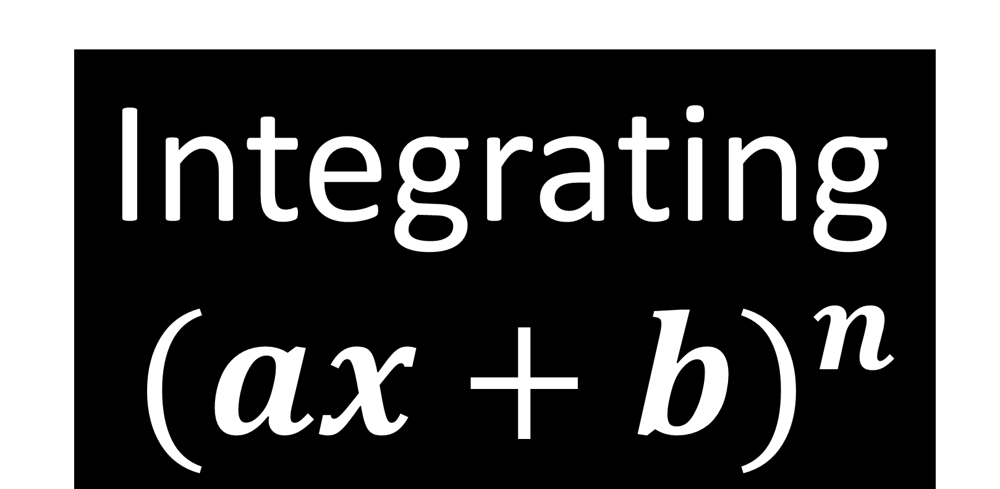 Integrating
(ax + b)ⁿ